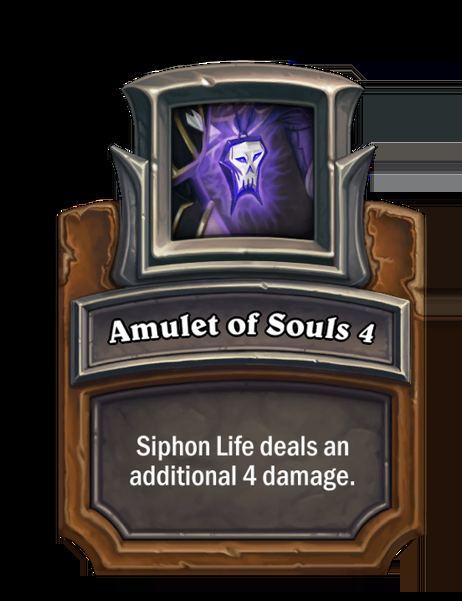 Amulet of Souls 4
Siphon Life deals an
additional 4 damage.